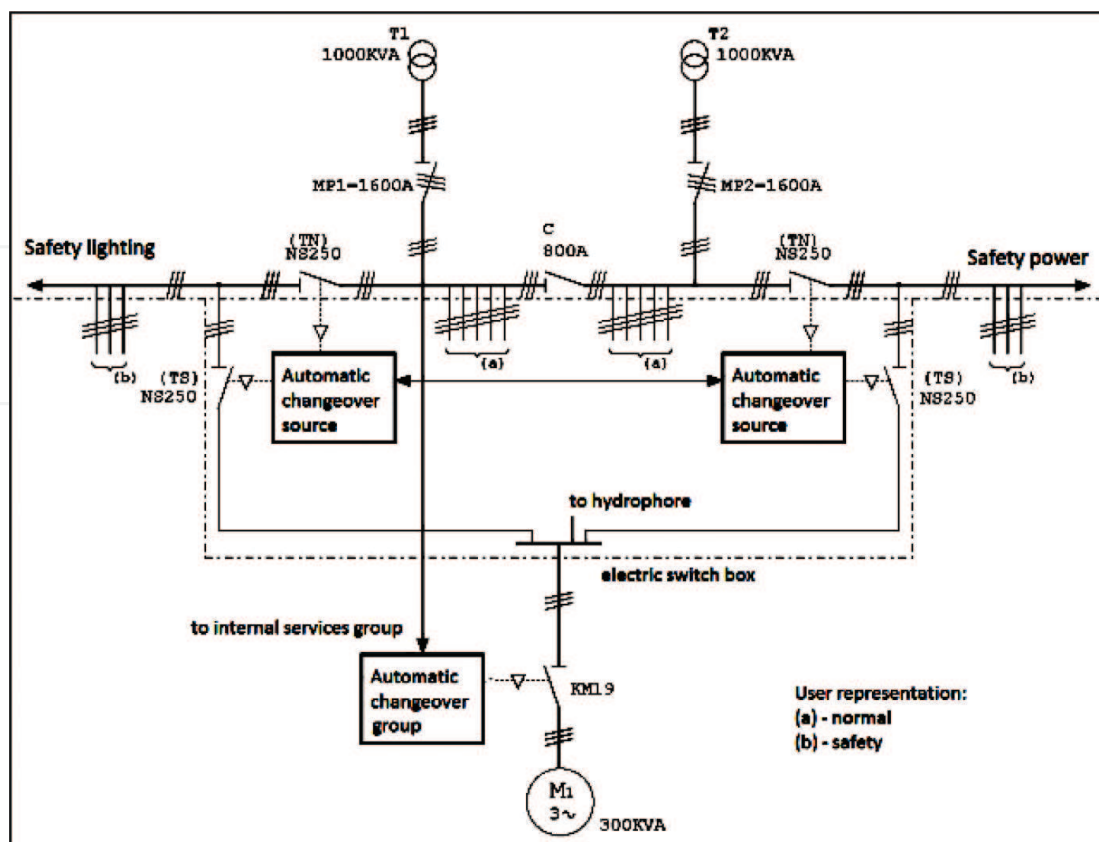 T1
1000KVA
T2
1000KVA
MP1-1600A
MP2-1600A
Safety lighting
(TN)
NS250
C
800A
(TN)
NS250
Safety power
(b)
(TS)
NS250
Automatic
changeover
source
(a)
(a)
Automatic
changeover
source
(TS)
NS250
(b)
to hydrophore
electric switch box
to internal services group
Automatic
changeover
group
KM19
User representation:
(a) - normal
(b) - safety
M1
3~
300KVA